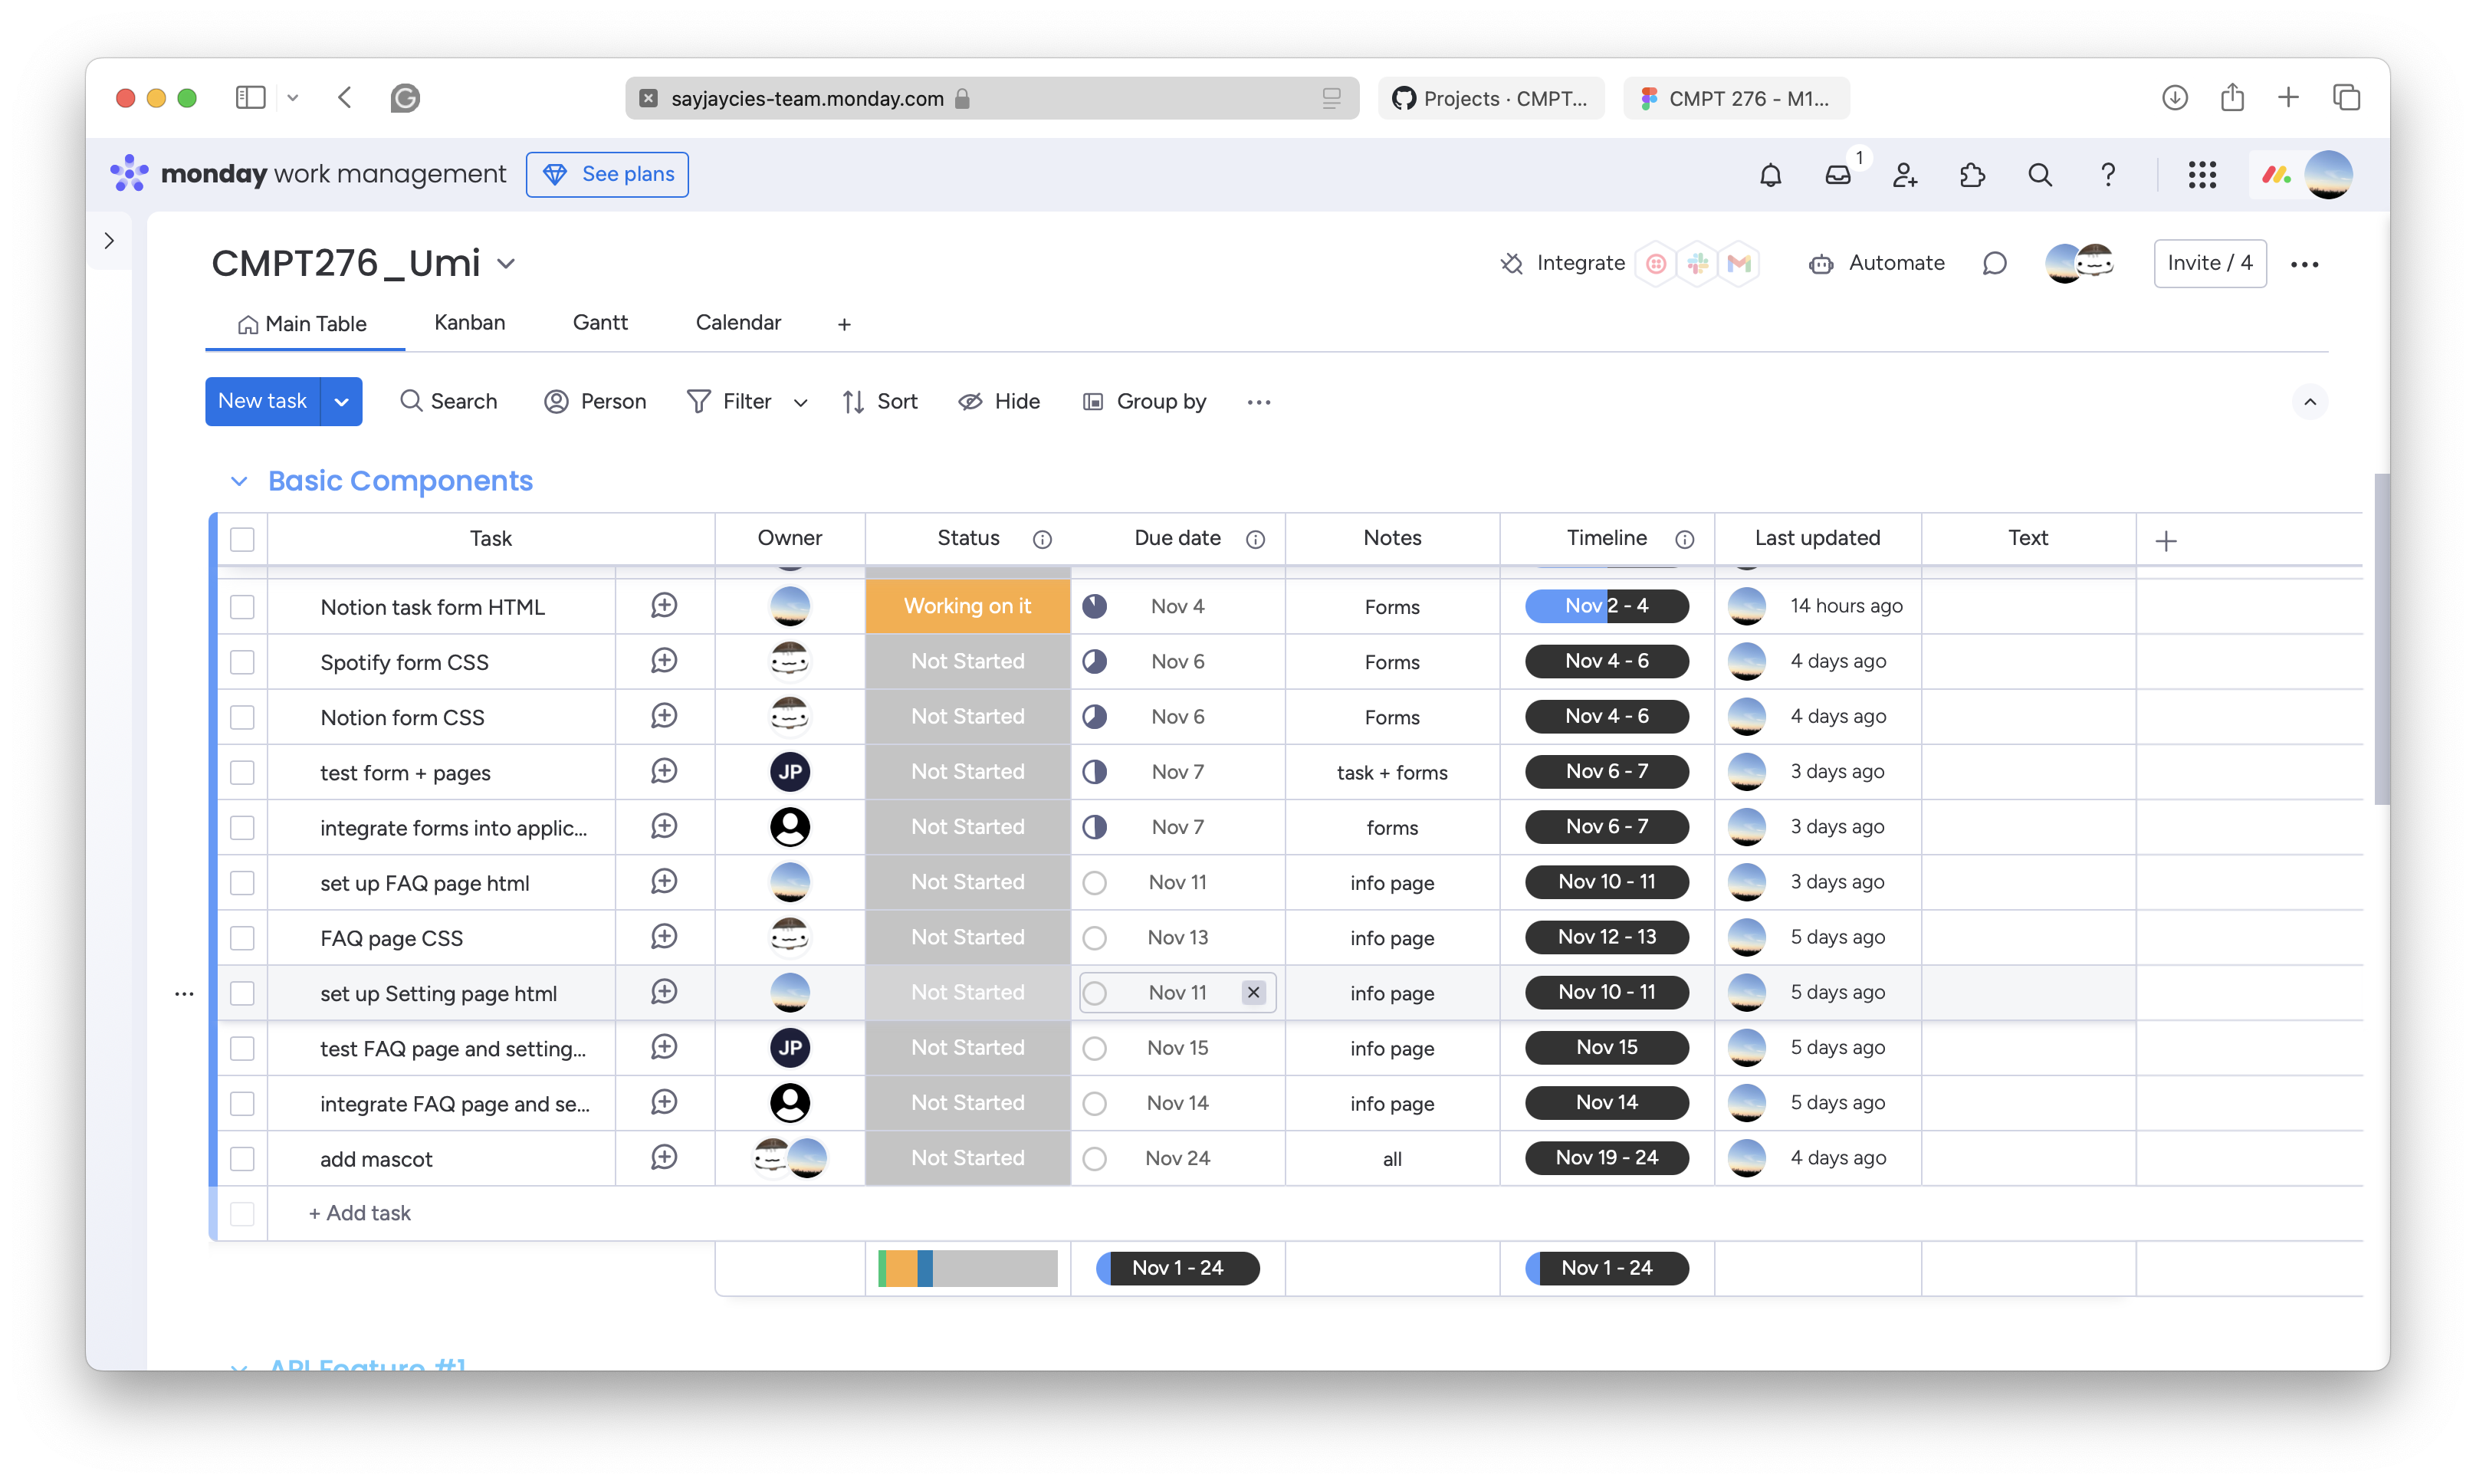 sayjaycies-team.monday.com
Projects · CMPT...
CMPT 276 - M1...
monday work management
See plans
1
CMPT276_Umi
Integrate
Automate
Invite / 4
Main Table
Kanban
Gantt
Calendar
+
New task
Search
Person
Filter
Sort
Hide
Group by
Basic Components
Task Owner Status Due date Notes Timeline Last updated Text
Notion task form HTML Working on it Nov 4 Forms Nov 2 - 4 14 hours ago
Spotify form CSS Not Started Nov 6 Forms Nov 4 - 6 4 days ago
Notion form CSS Not Started Nov 6 Forms Nov 4 - 6 4 days ago
test form + pages JP Not Started Nov 7 task + forms Nov 6 - 7 3 days ago
integrate forms into applic... Not Started Nov 7 forms Nov 6 - 7 3 days ago
set up FAQ page html Not Started Nov 11 info page Nov 10 - 11 3 days ago
FAQ page CSS Not Started Nov 13 info page Nov 12 - 13 5 days ago
set up Setting page html Not Started Nov 11 info page Nov 10 - 11 5 days ago
test FAQ page and setting... JP Not Started Nov 15 info page Nov 15 5 days ago
integrate FAQ page and se... Not Started Nov 14 info page Nov 14 5 days ago
add mascot Not Started Nov 24 all Nov 19 - 24 4 days ago
+ Add task
Nov 1 - 24 Nov 1 - 24
API Feature #1